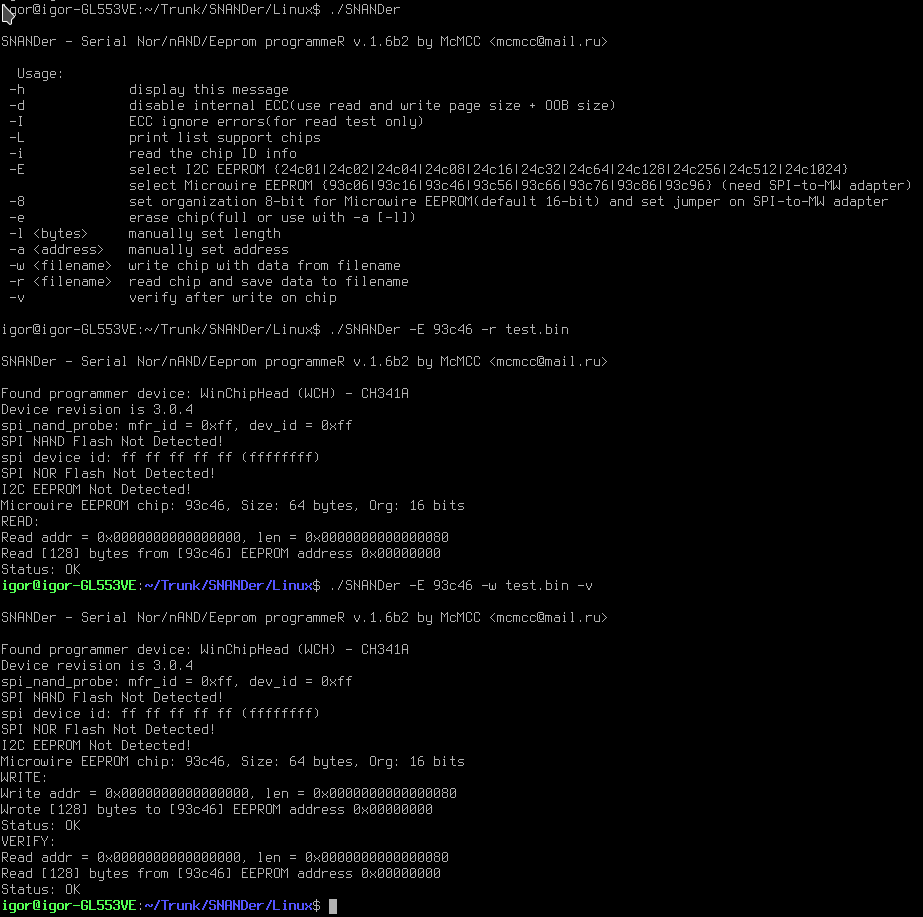 igor@igor-GL553VE:~/Trunk/SNANDer/Linux$ ./SNANDer
SNANDer - Serial Nor/nAND/Eeprom programmeR v.1.6b2 by McMCC <mcmcc@mail.ru>
Usage:
-h             display this message
-d             disable internal ECC(use read and write page size + OOB size)
-I             ECC ignore errors(for read test only)
-L             print list support chips
-i             read the chip ID info
-E             select I2C EEPROM {24c01|24c02|24c04|24c08|24c16|24c32|24c64|24c128|24c256|24c512|24c1024}
               select Microwire EEPROM {93c06|93c16|93c46|93c56|93c66|93c76|93c86|93c96} (need SPI-to-MW adapter)
-8             set organization 8-bit for Microwire EEPROM(default 16-bit) and set jumper on SPI-to-MW adapter
-e             erase chip(full or use with -a [-l])
-l <bytes>     manually set length
-a <address>   manually set address
-w <filename>  write chip with data from filename
-r <filename>  read chip and save data to filename
-v             verify after write on chip
igor@igor-GL553VE:~/Trunk/SNANDer/Linux$ ./SNANDer -E 93c46 -r test.bin
SNANDer - Serial Nor/nAND/Eeprom programmeR v.1.6b2 by McMCC <mcmcc@mail.ru>
Found programmer device: WinChipHead (WCH) - CH341A
Device revision is 3.0.4
spi_nand_probe: mfr_id = 0xff, dev_id = 0xff
SPI NAND Flash Not Detected!
spi device id: ff ff ff ff ff (ffffffff)
SPI NOR Flash Not Detected!
I2C EEPROM Not Detected!
Microwire EEPROM chip: 93c46, Size: 64 bytes, Org: 16 bits
READ:
Read addr = 0x0000000000000000, len = 0x0000000000000080
Read [128] bytes from [93c46] EEPROM address 0x00000000
Status: OK
igor@igor-GL553VE:~/Trunk/SNANDer/Linux$ ./SNANDer -E 93c46 -w test.bin -v
SNANDer - Serial Nor/nAND/Eeprom programmeR v.1.6b2 by McMCC <mcmcc@mail.ru>
Found programmer device: WinChipHead (WCH) - CH341A
Device revision is 3.0.4
spi_nand_probe: mfr_id = 0xff, dev_id = 0xff
SPI NAND Flash Not Detected!
spi device id: ff ff ff ff ff (ffffffff)
SPI NOR Flash Not Detected!
I2C EEPROM Not Detected!
Microwire EEPROM chip: 93c46, Size: 64 bytes, Org: 16 bits
WRITE:
Write addr = 0x0000000000000000, len = 0x0000000000000080
Wrote [128] bytes to [93c46] EEPROM address 0x00000000
Status: OK
VERIFY:
Read addr = 0x0000000000000000, len = 0x0000000000000080
Read [128] bytes from [93c46] EEPROM address 0x00000000
Status: OK
igor@igor-GL553VE:~/Trunk/SNANDer/Linux$